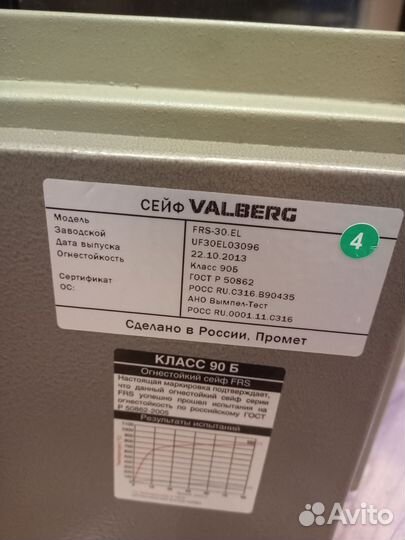 СЕЙФ VALBERG
Модель FRS-30.EL
Заводской UF30EL03096
Дата выпуска 22.10.2013
Огнестойкость Класс 90Б
ГОСТ Р 50862
Сертификат РОСС RU.C316.B90435
ОС: АНО Вымпел-Тест
РОСС RU.0001.11.C316
Сделано в России, Промет
4
КЛАСС 90 Б
Огнестойкий сейф FRS
Настоящая маркировка подтверждает,
что данный огнестойкий сейф серии
FRS успешно прошел испытания на
огнестойкость по российскому ГОСТ
Р 50862-2005
Результаты испытаний
Avito